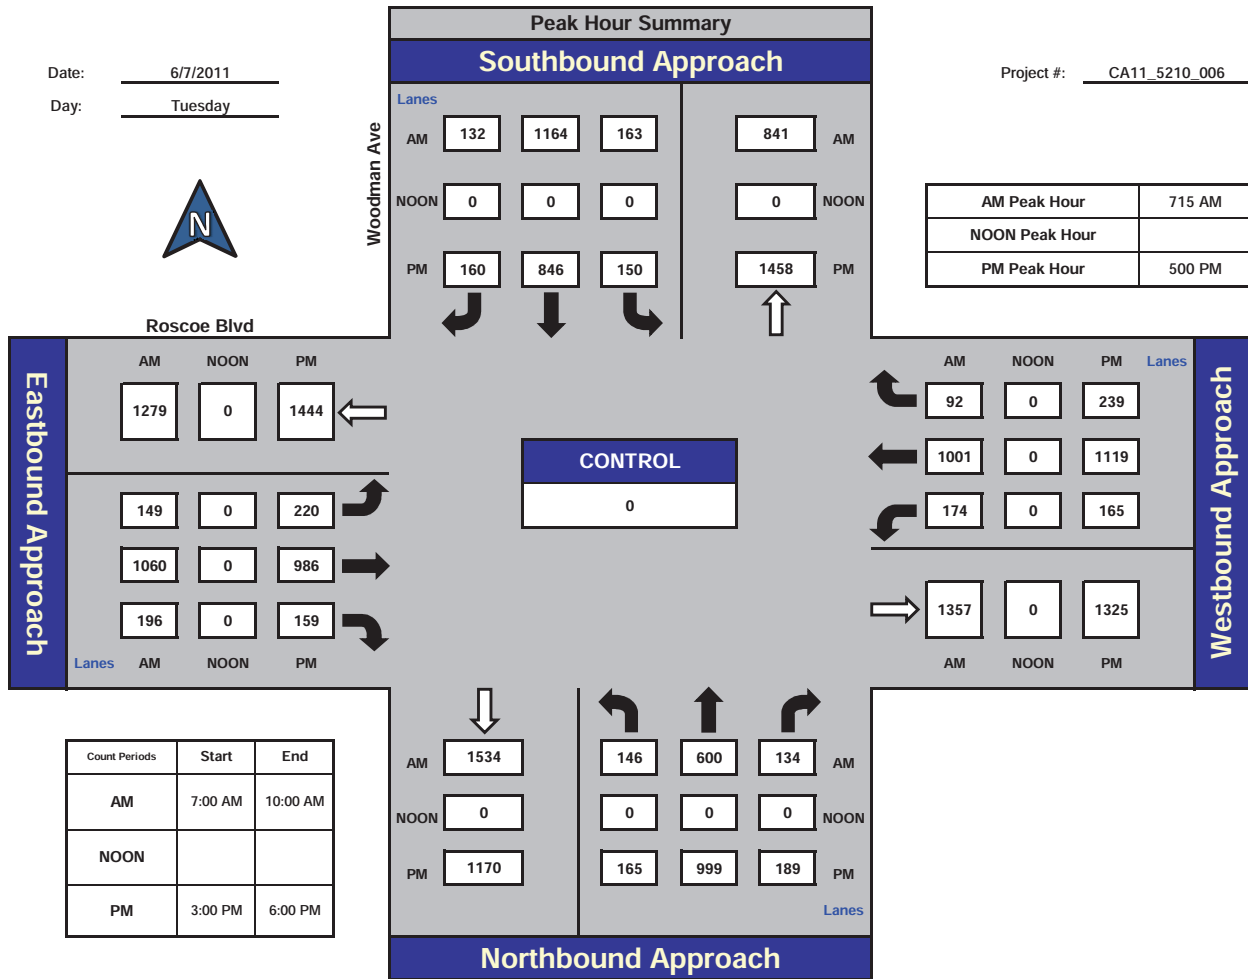 Peak Hour Summary
Southbound Approach
Date: 6/7/2011
Day: Tuesday
Project #: CA11_5210_006
Lanes
Woodman Ave
AM 132 1164 163 841 AM
NOON 0 0 0 0 NOON
PM 160 846 150 1458 PM
N
AM Peak Hour 715 AM
NOON Peak Hour
PM Peak Hour 500 PM
Roscoe Blvd
Eastbound Approach
AM NOON PM
1279 0 1444
149 0 220
1060 0 986
196 0 159
Lanes AM NOON PM
CONTROL
0
AM NOON PM Lanes
92 0 239
1001 0 1119
174 0 165
1357 0 1325
AM NOON PM
Westbound Approach
Count Periods Start End
AM 7:00 AM 10:00 AM
NOON
PM 3:00 PM 6:00 PM
AM 1534 146 600 134 AM
NOON 0 0 0 0 NOON
PM 1170 165 999 189 PM
Lanes
Northbound Approach